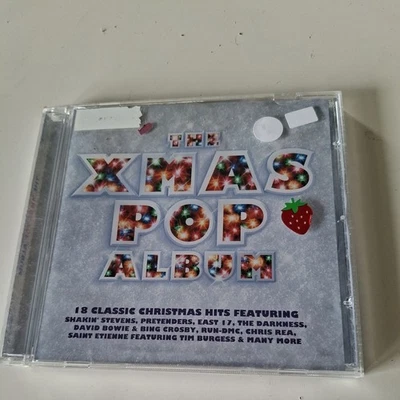 THE
XMAS
POP
ALBUM
18 CLASSIC CHRISTMAS HITS FEATURING
SHAKIN' STEVENS, PRETENDERS, EAST 17, THE DARKNESS,
DAVID BOWIE & BING CROSBY, RUN-DMC, CHRIS REA,
SAINT ETIENNE FEATURING TIM BURGESS & MANY MORE